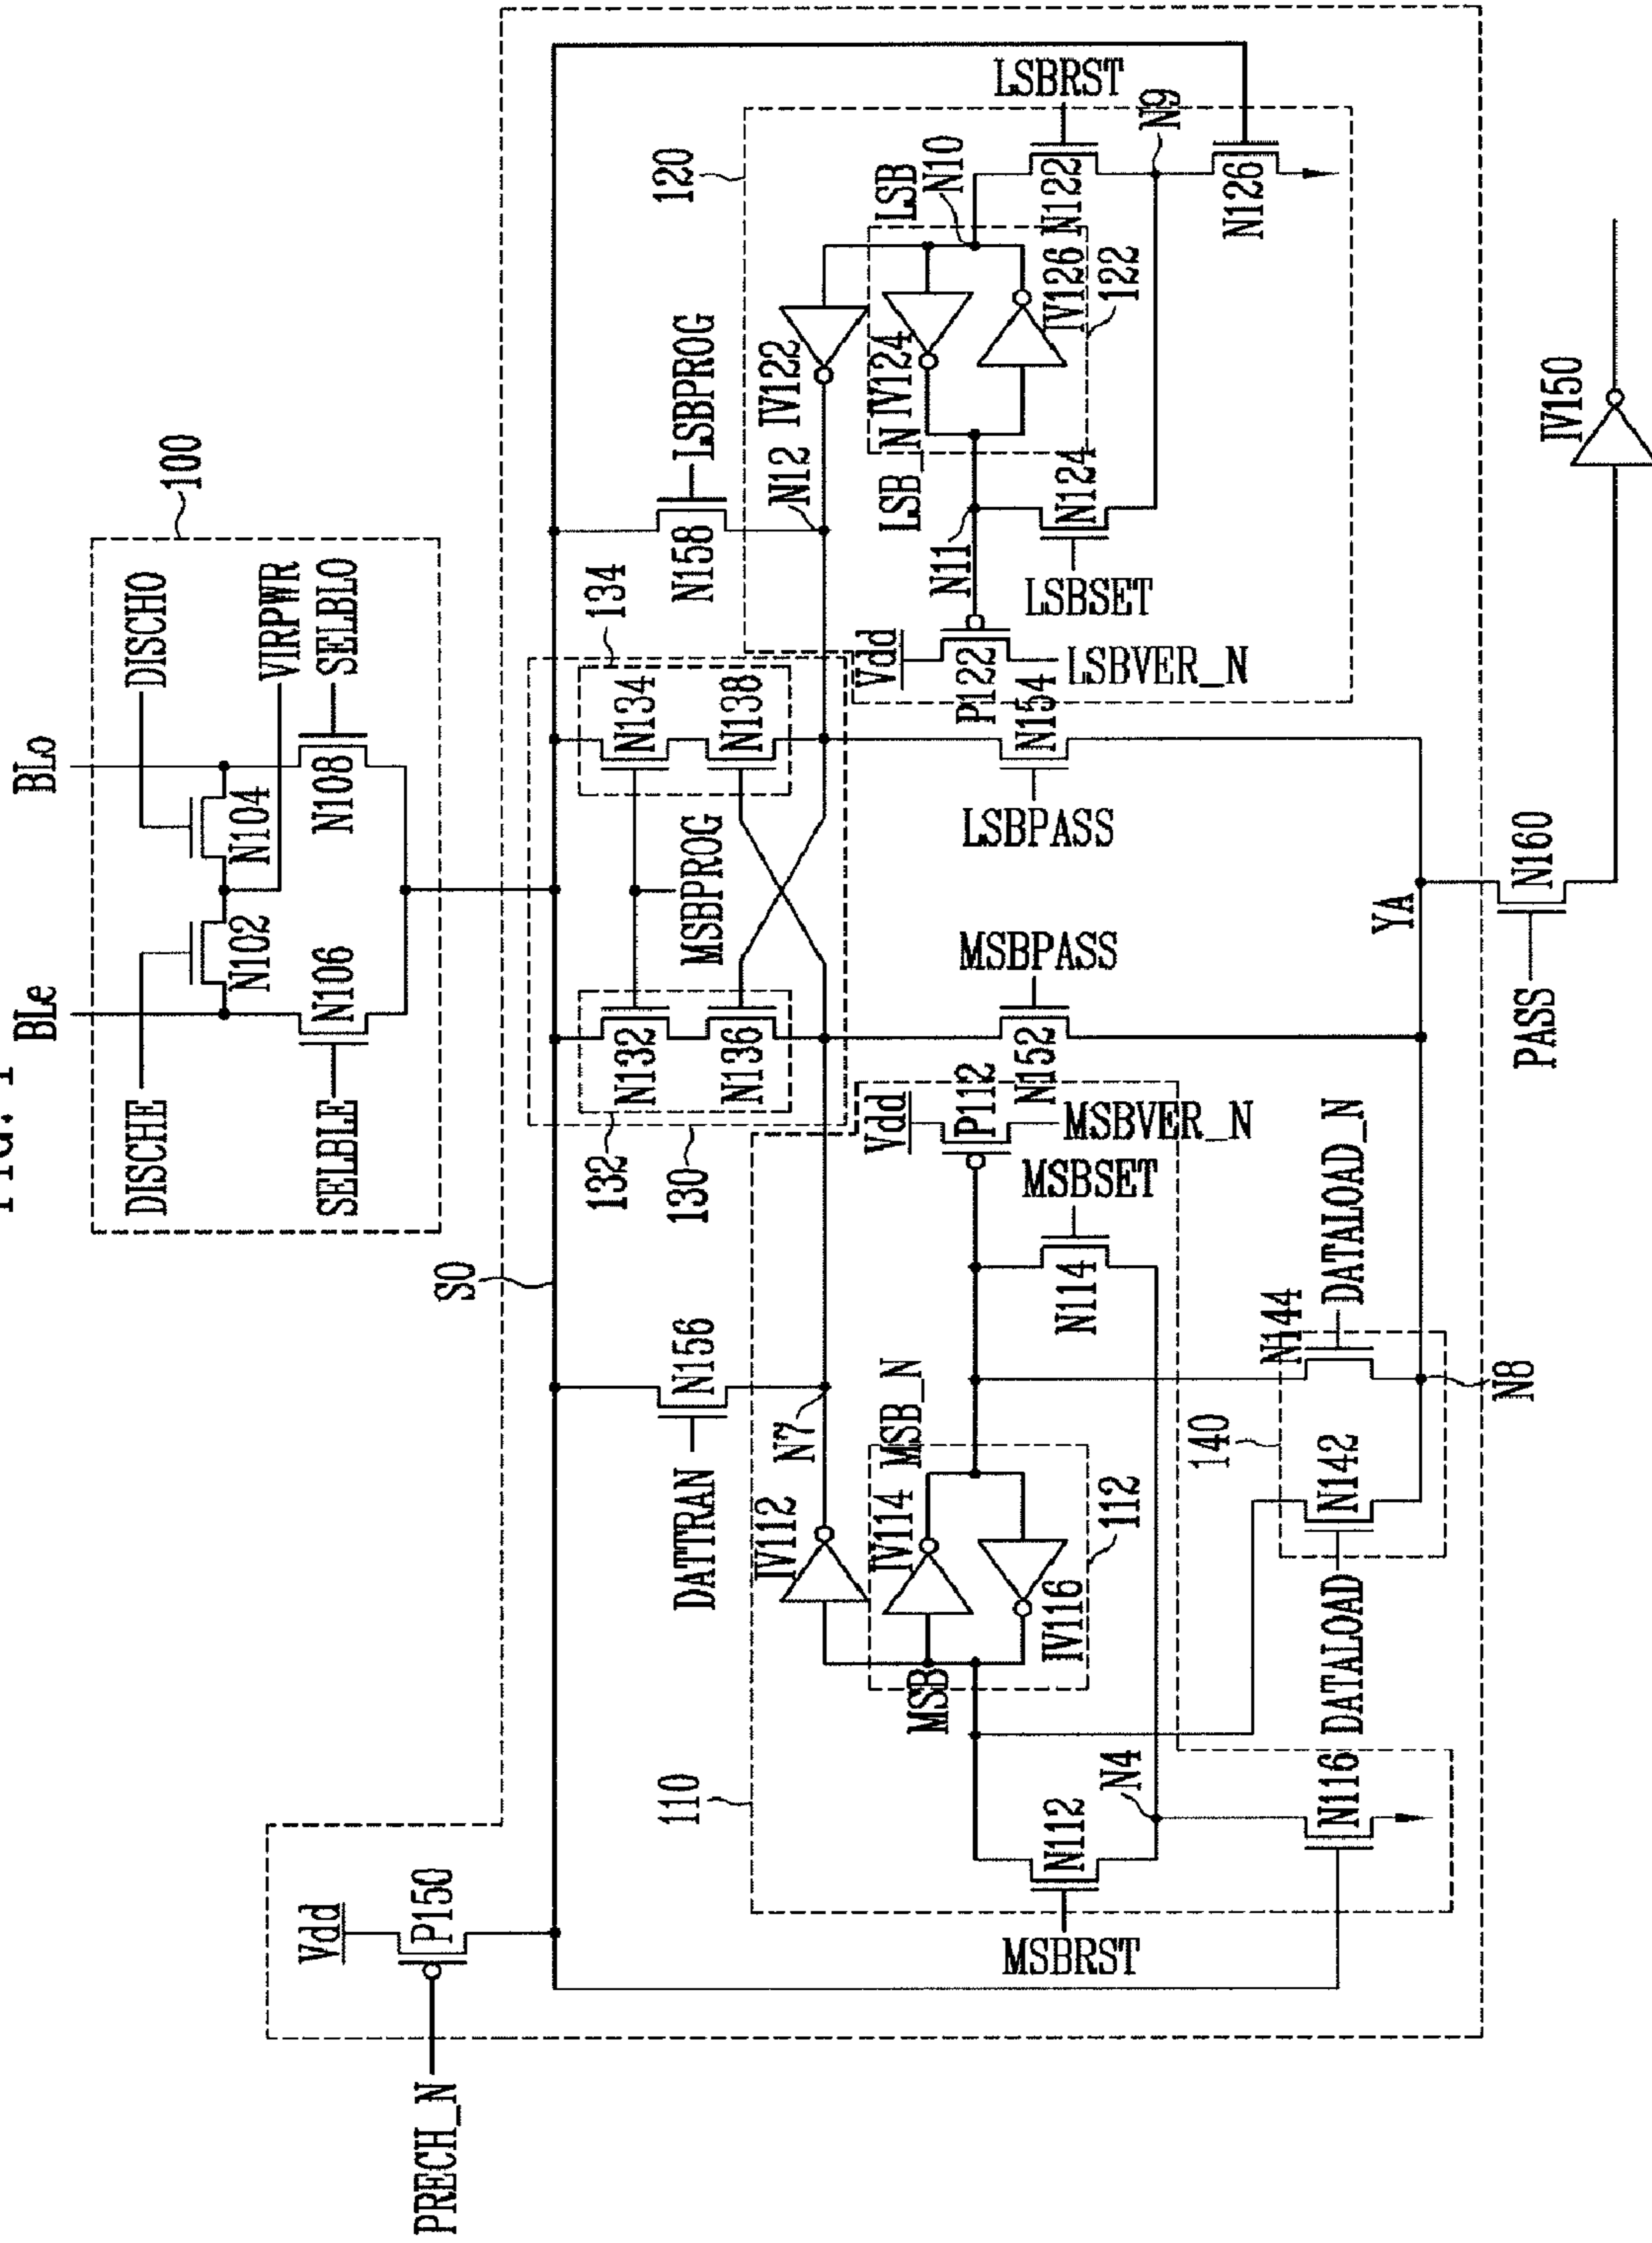 FIG. 1
BLe
BLo
DISCHE
DISCHO
100
N102
N104
VIRPWR
SELBLE
N106
N108
SELBLO
PRECH_N
Vdd
P150
SO
132
N132
N136
130
134
N134
N138
MSBPROG
DATTRAN
N156
N7
N158
LSBPROG
N12
110
IV112
IV114
IV116
MSB
MSB_N
112
Vdd
P112
MSBVER_N
MSBSET
N114
MSBRST
N112
N4
N116
120
IV122
IV124
IV126
LSB
LSB_N
122
N10
N11
Vdd
P122
LSBVER_N
LSBSET
N124
LSBRST
N122
N9
N126
MSBPASS
N152
LSBPASS
N154
140
DATALOAD
N142
N144
DATALOAD_N
N8
YA
PASS
N160
IV150